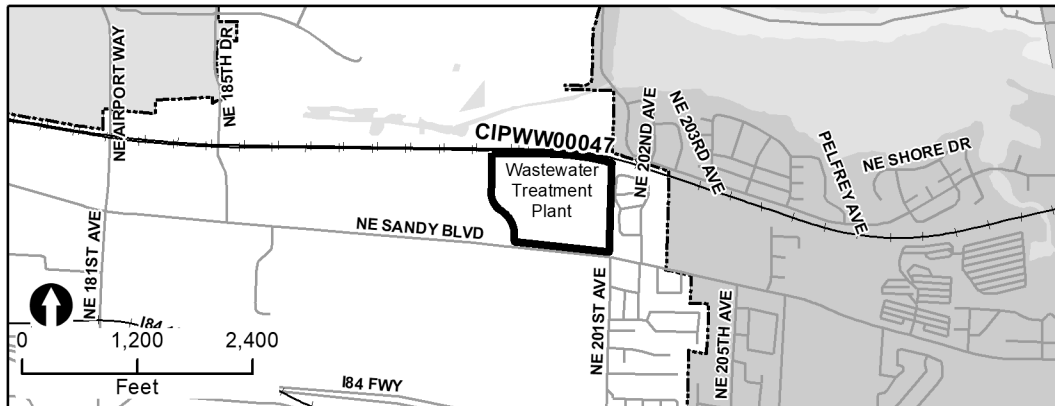 NE AIRPORT WAY
NE 185TH DR
CIPWW00047
NE 202ND AVE
NE 203RD AVE
PELFREY AVE
NE SHORE DR
Wastewater
Treatment
Plant
NE SANDY BLVD
NE 181ST AVE
NE 201ST AVE
NE 205TH AVE
I84
0 1,200 2,400
Feet
I84 FWY